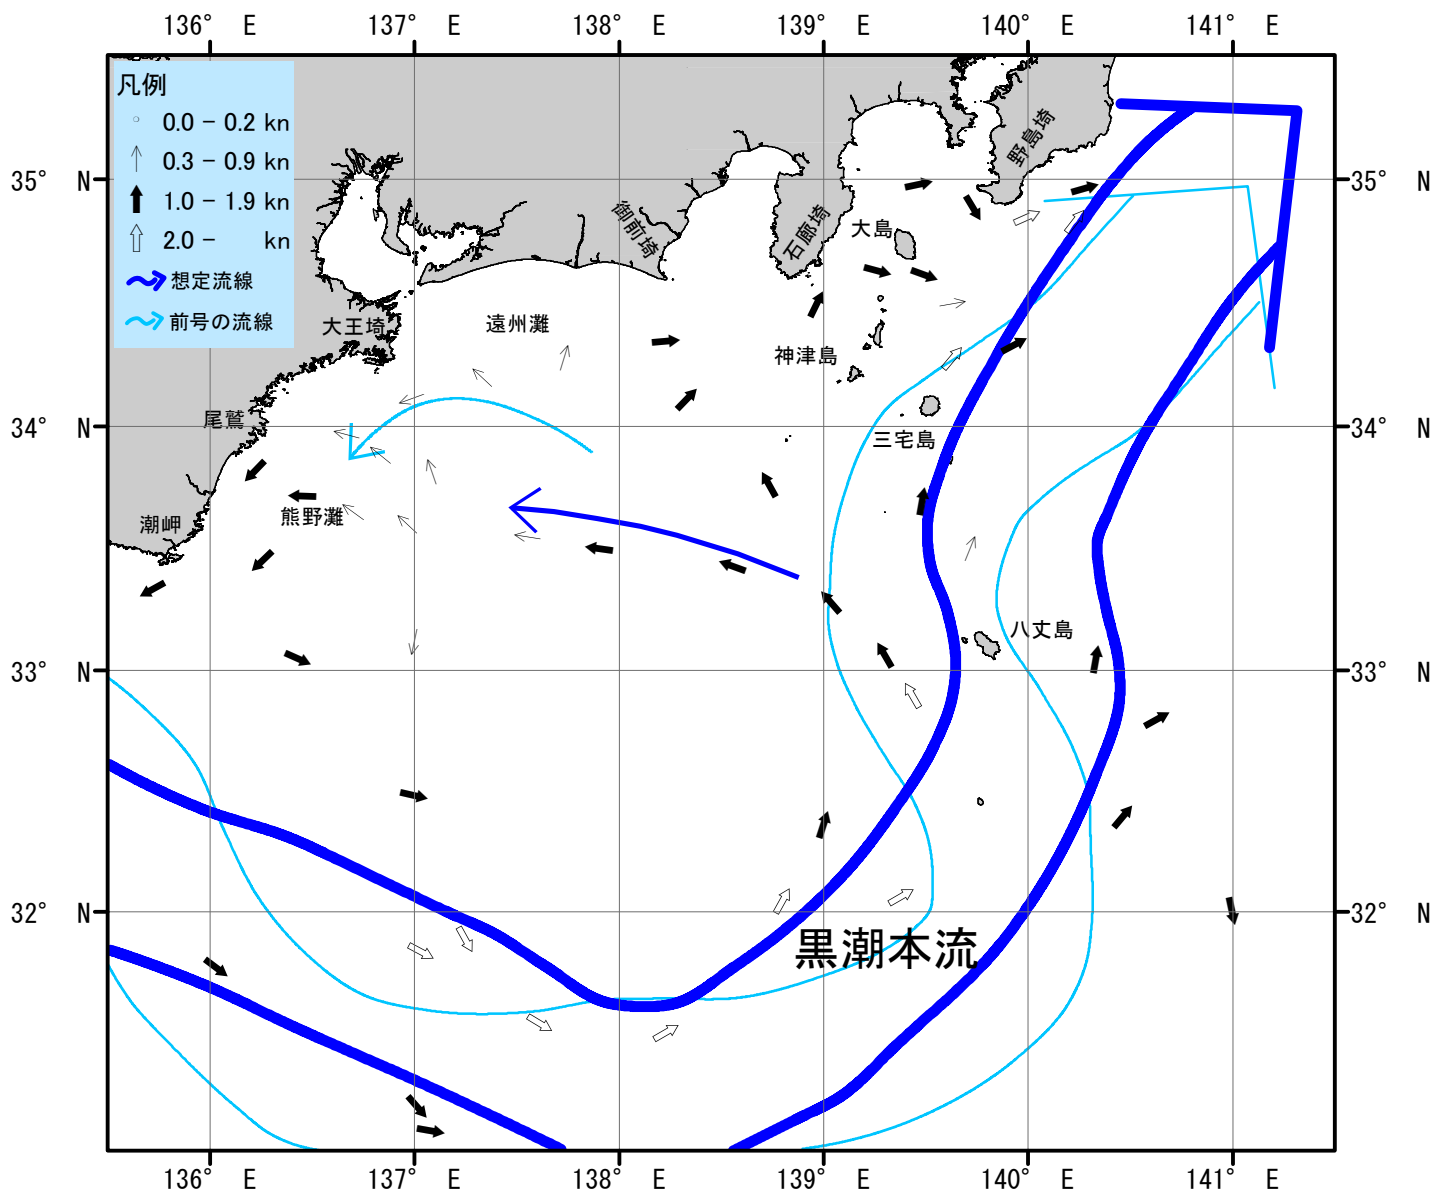 136° E 137° E 138° E 139° E 140° E 141° E
凡例
0.0 - 0.2 kn
0.3 - 0.9 kn
1.0 - 1.9 kn
2.0 - kn
想定流線
前号の流線
野島埼
35° N 35° N
御前埼
石廊埼
大島
大王埼
遠州灘
神津島
尾鷲
34° N 34° N
三宅島
潮岬
熊野灘
八丈島
33° N 33° N
32° N 32° N
黒潮本流
136° E 137° E 138° E 139° E 140° E 141° E